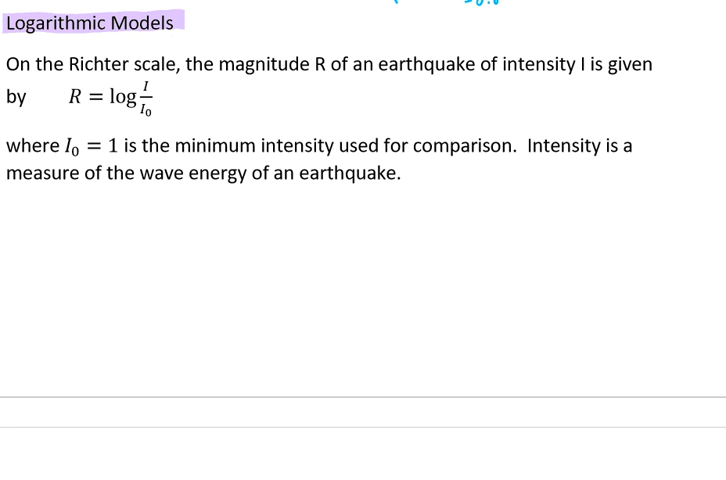 Logarithmic Models
On the Richter scale, the magnitude R of an earthquake of intensity I is given
by R = log I/I₀
where I₀ = 1 is the minimum intensity used for comparison. Intensity is a
measure of the wave energy of an earthquake.